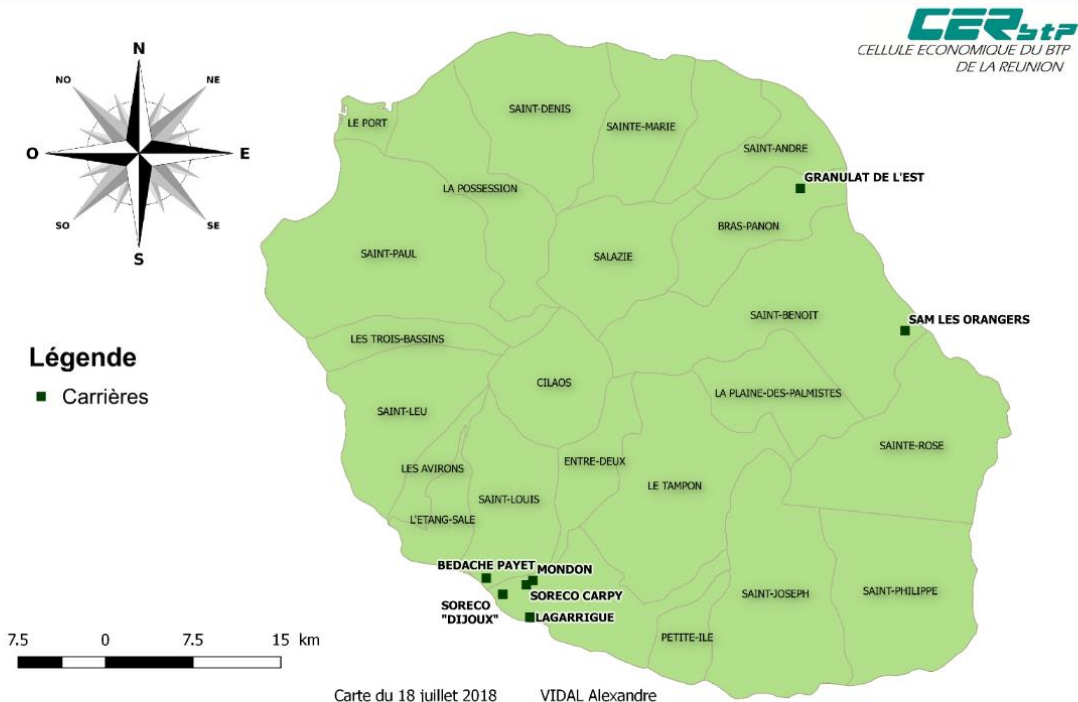 CERBTP
CELLULE ECONOMIQUE DU BTP
DE LA REUNION
N
NO
NE
O
E
SO
SE
S
SAINT-DENIS
LE PORT
SAINTE-MARIE
SAINT-ANDRE
GRANULAT DE L'EST
LA POSSESSION
BRAS-PANON
SAINT-PAUL
SALAZIE
SAINT-BENOIT
SAM LES ORANGERS
LES TROIS-BASSINS
Légende
Carrières
CILAOS
LA PLAINE-DES-PALMISTES
SAINT-LEU
SAINTE-ROSE
ENTRE-DEUX
LES AVIRONS
LE TAMPON
SAINT-LOUIS
L'ETANG-SALE
BEDACHE PAYET
MONDON
SORECO CARPY
SAINT-JOSEPH
SAINT-PHILIPPE
SORECO
"DIJOUX"
LAGARRIGUE
PETITE-ILE
7.5 0 7.5 15 km
Carte du 18 juillet 2018 VIDAL Alexandre